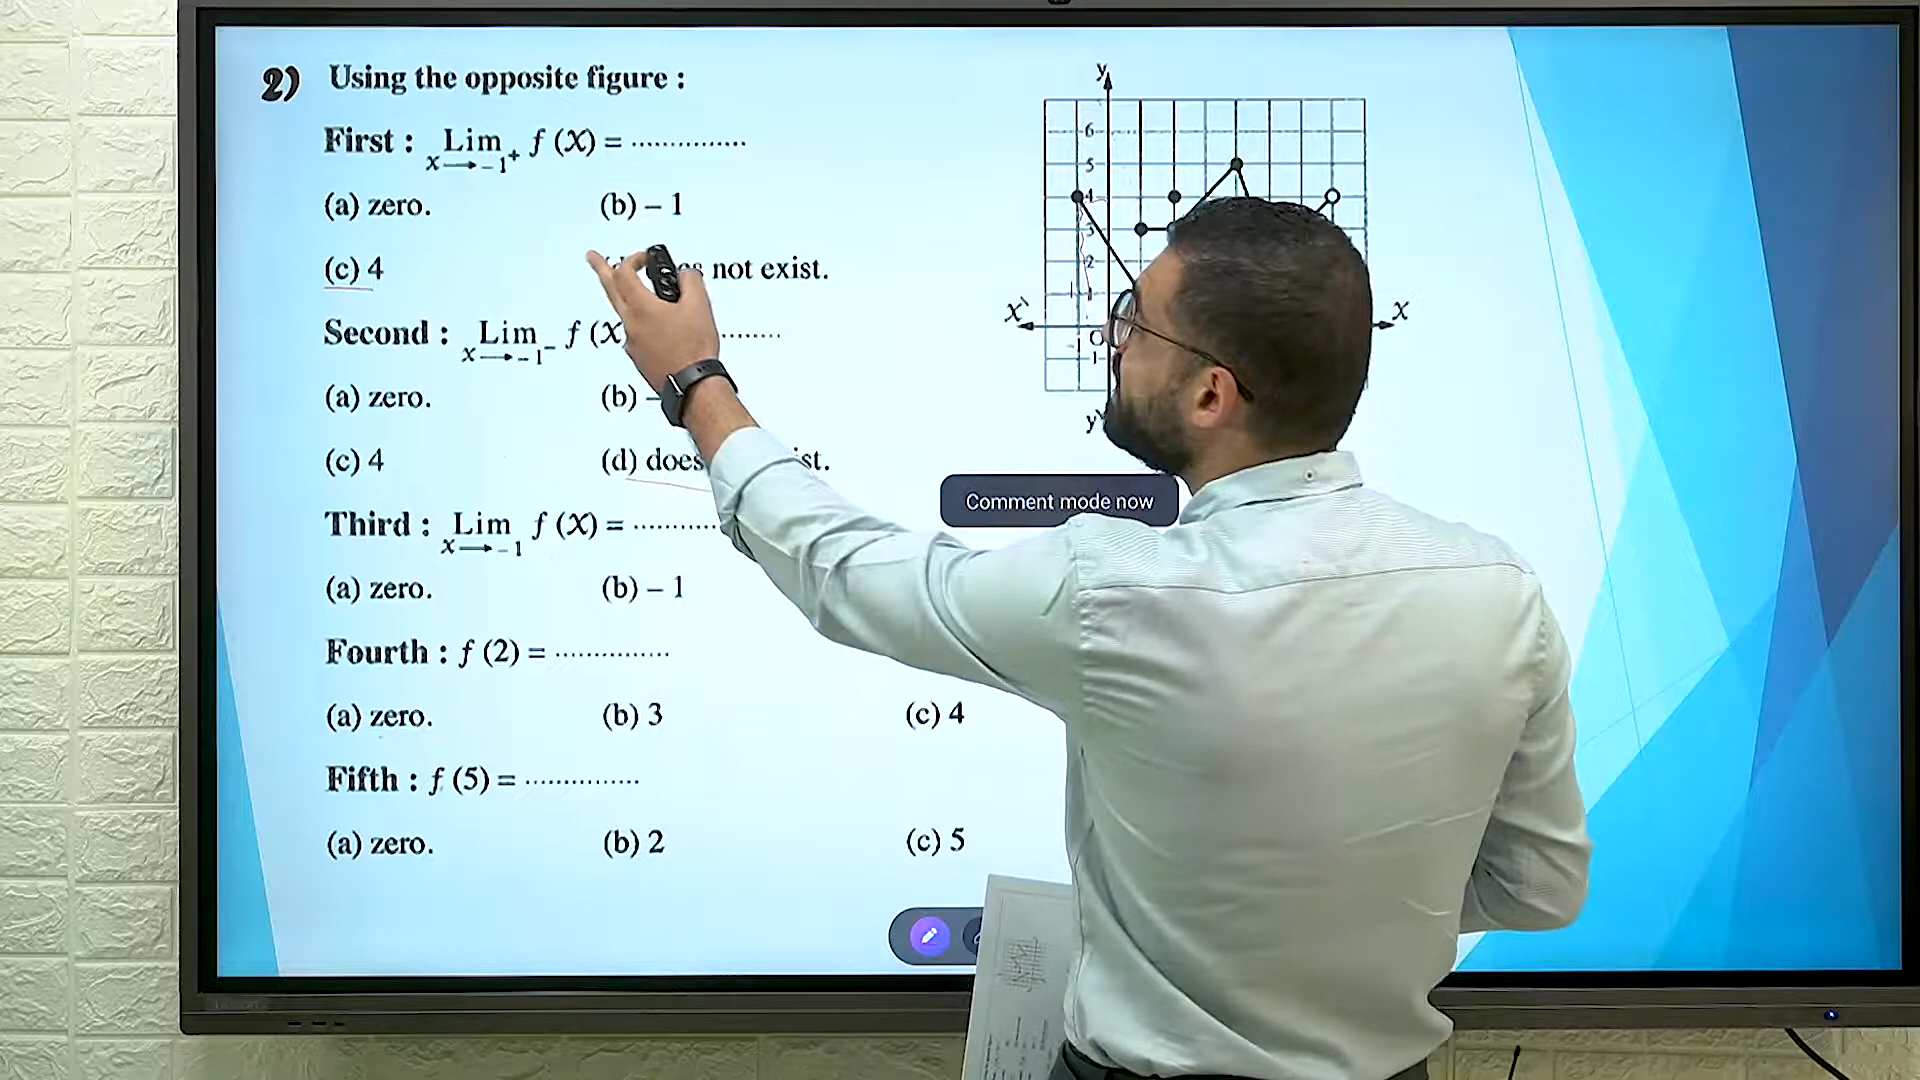 2) Using the opposite figure :
First : Lim x→-1⁺ f (X) = ...............
(a) zero. (b) – 1
(c) 4 not exist.
Second : Lim x→-1⁻ f (X ........
(a) zero. (b) –
(c) 4 (d) does st.
Third : Lim x→-1 f (X) = ...........
(a) zero. (b) – 1
Fourth : f (2) = ...............
(a) zero. (b) 3 (c) 4
Fifth : f (5) = ...............
(a) zero. (b) 2 (c) 5
y
6
5
4
3
2
1
X' O X
-1
-1
y'
Comment mode now